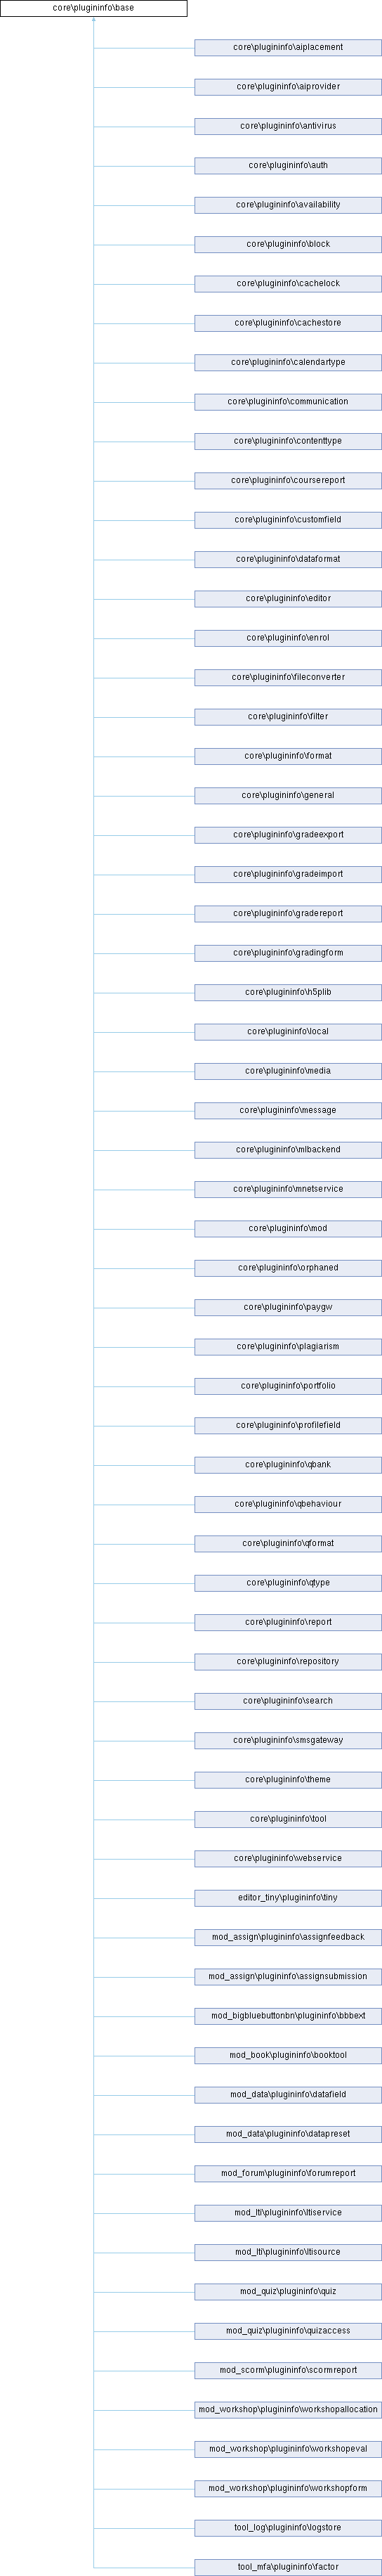 core\plugininfo\base
core\plugininfo\aiplacement
core\plugininfo\aiprovider
core\plugininfo\antivirus
core\plugininfo\auth
core\plugininfo\availability
core\plugininfo\block
core\plugininfo\cachelock
core\plugininfo\cachestore
core\plugininfo\calendartype
core\plugininfo\communication
core\plugininfo\contenttype
core\plugininfo\coursereport
core\plugininfo\customfield
core\plugininfo\dataformat
core\plugininfo\editor
core\plugininfo\enrol
core\plugininfo\fileconverter
core\plugininfo\filter
core\plugininfo\format
core\plugininfo\general
core\plugininfo\gradeexport
core\plugininfo\gradeimport
core\plugininfo\gradereport
core\plugininfo\gradingform
core\plugininfo\h5plib
core\plugininfo\local
core\plugininfo\media
core\plugininfo\message
core\plugininfo\mlbackend
core\plugininfo\mnetservice
core\plugininfo\mod
core\plugininfo\orphaned
core\plugininfo\paygw
core\plugininfo\plagiarism
core\plugininfo\portfolio
core\plugininfo\profilefield
core\plugininfo\qbank
core\plugininfo\qbehaviour
core\plugininfo\qformat
core\plugininfo\qtype
core\plugininfo\report
core\plugininfo\repository
core\plugininfo\search
core\plugininfo\smsgateway
core\plugininfo\theme
core\plugininfo\tool
core\plugininfo\webservice
editor_tiny\plugininfo\tiny
mod_assign\plugininfo\assignfeedback
mod_assign\plugininfo\assignsubmission
mod_bigbluebuttonbn\plugininfo\bbbext
mod_book\plugininfo\booktool
mod_data\plugininfo\datafield
mod_data\plugininfo\datapreset
mod_forum\plugininfo\forumreport
mod_lti\plugininfo\ltiservice
mod_lti\plugininfo\ltisource
mod_quiz\plugininfo\quiz
mod_quiz\plugininfo\quizaccess
mod_scorm\plugininfo\scormreport
mod_workshop\plugininfo\workshopallocation
mod_workshop\plugininfo\workshopeval
mod_workshop\plugininfo\workshopform
tool_log\plugininfo\logstore
tool_mfa\plugininfo\factor